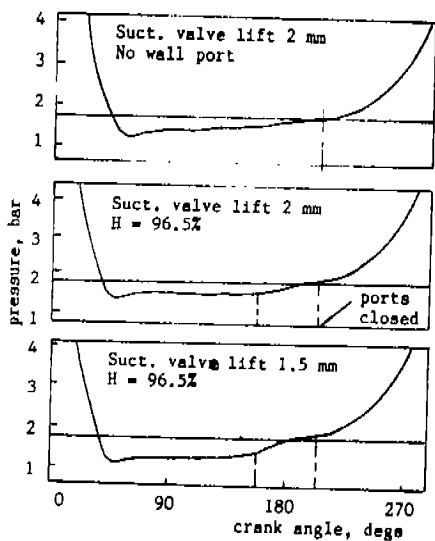 4
3
2
1
Suct. valve lift 2 mm
No wall port
4
3
2
1
Suct. valve lift 2 mm
H = 96.5%
ports
closed
pressure, bar
4
3
2
1
Suct. valve lift 1.5 mm
H = 96.5%
0
90
180
270
crank angle, degs